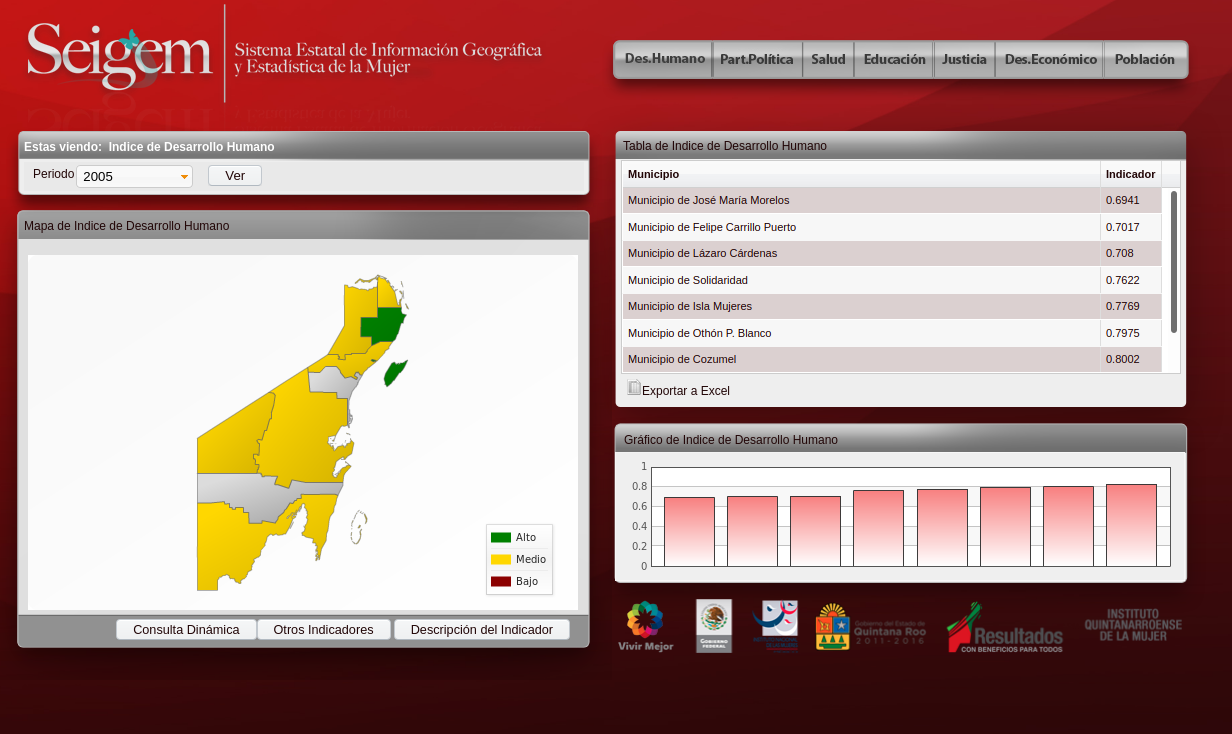 Seigem
Sistema Estatal de Información Geográfica
y Estadística de la Mujer
Des.Humano
Part.Política
Salud
Educación
Justicia
Des.Económico
Población
Estas viendo: Indice de Desarrollo Humano
Periodo
2005
Ver
Mapa de Indice de Desarrollo Humano
Alto
Medio
Bajo
Consulta Dinámica
Otros Indicadores
Descripción del Indicador
Tabla de Indice de Desarrollo Humano
Municipio Indicador
Municipio de José María Morelos 0.6941
Municipio de Felipe Carrillo Puerto 0.7017
Municipio de Lázaro Cárdenas 0.708
Municipio de Solidaridad 0.7622
Municipio de Isla Mujeres 0.7769
Municipio de Othón P. Blanco 0.7975
Municipio de Cozumel 0.8002
Exportar a Excel
Gráfico de Indice de Desarrollo Humano
1
0.8
0.6
0.4
0.2
0
Vivir Mejor
GOBIERNO
FEDERAL
Gobierno del Estado de
Quintana Roo
2011-2016
Resultados
CON BENEFICIOS PARA TODOS
INSTITUTO
QUINTANARROENSE
DE LA MUJER